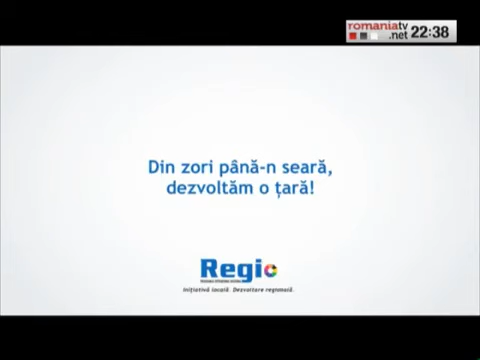 romaniatv
.net
22:38
Din zori până-n seară,
dezvoltăm o țară!
Regio
Inițiativă locală. Dezvoltare regională.